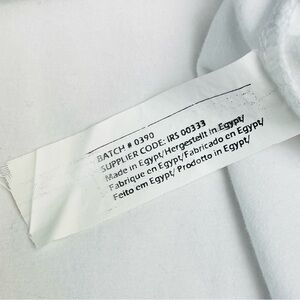 BATCH # 0390
SUPPLIER CODE: IRS 00333
Made in Egypt/Hergestellt in Egypt/
Fabrique en Egypt/Fabricado en Egypt/
Feito em Egypt/ Prodotto in Egypt/